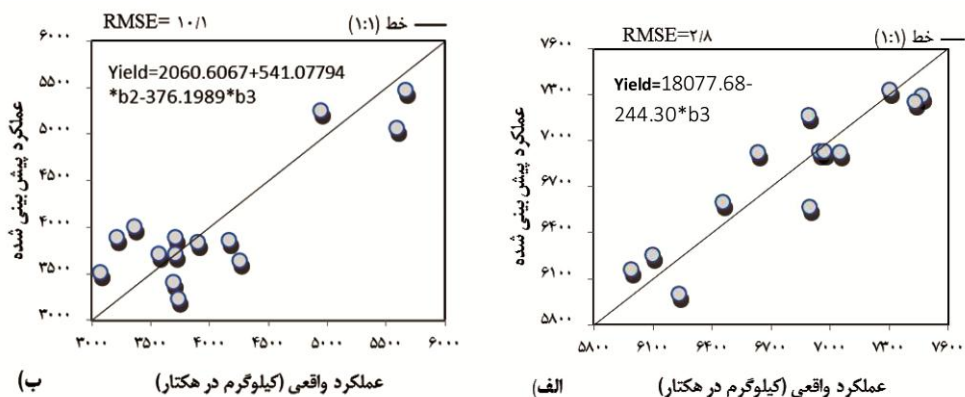 RMSE=۲/۸
خط (۱:۱)
۷۶۰۰
۷۳۰۰
۷۰۰۰
۶۷۰۰
۶۴۰۰
۶۱۰۰
۵۸۰۰
Yield=18077.68-
244.30*b3
عملکرد پیش بینی شده
۵۸۰۰ ۶۱۰۰ ۶۴۰۰ ۶۷۰۰ ۷۰۰۰ ۷۳۰۰ ۷۶۰۰
عملکرد واقعی (کیلوگرم در هکتار)
الف)
RMSE= ۱۰/۱
خط (۱:۱)
۶۰۰۰
۵۵۰۰
۵۰۰۰
۴۵۰۰
۴۰۰۰
۳۵۰۰
۳۰۰۰
Yield=2060.6067+541.07794
*b2-376.1989*b3
عملکرد پیش بینی شده
۳۰۰۰ ۳۵۰۰ ۴۰۰۰ ۵۰۰۰ ۵۵۰۰ ۶۰۰۰
عملکرد واقعی (کیلوگرم در هکتار)
ب)